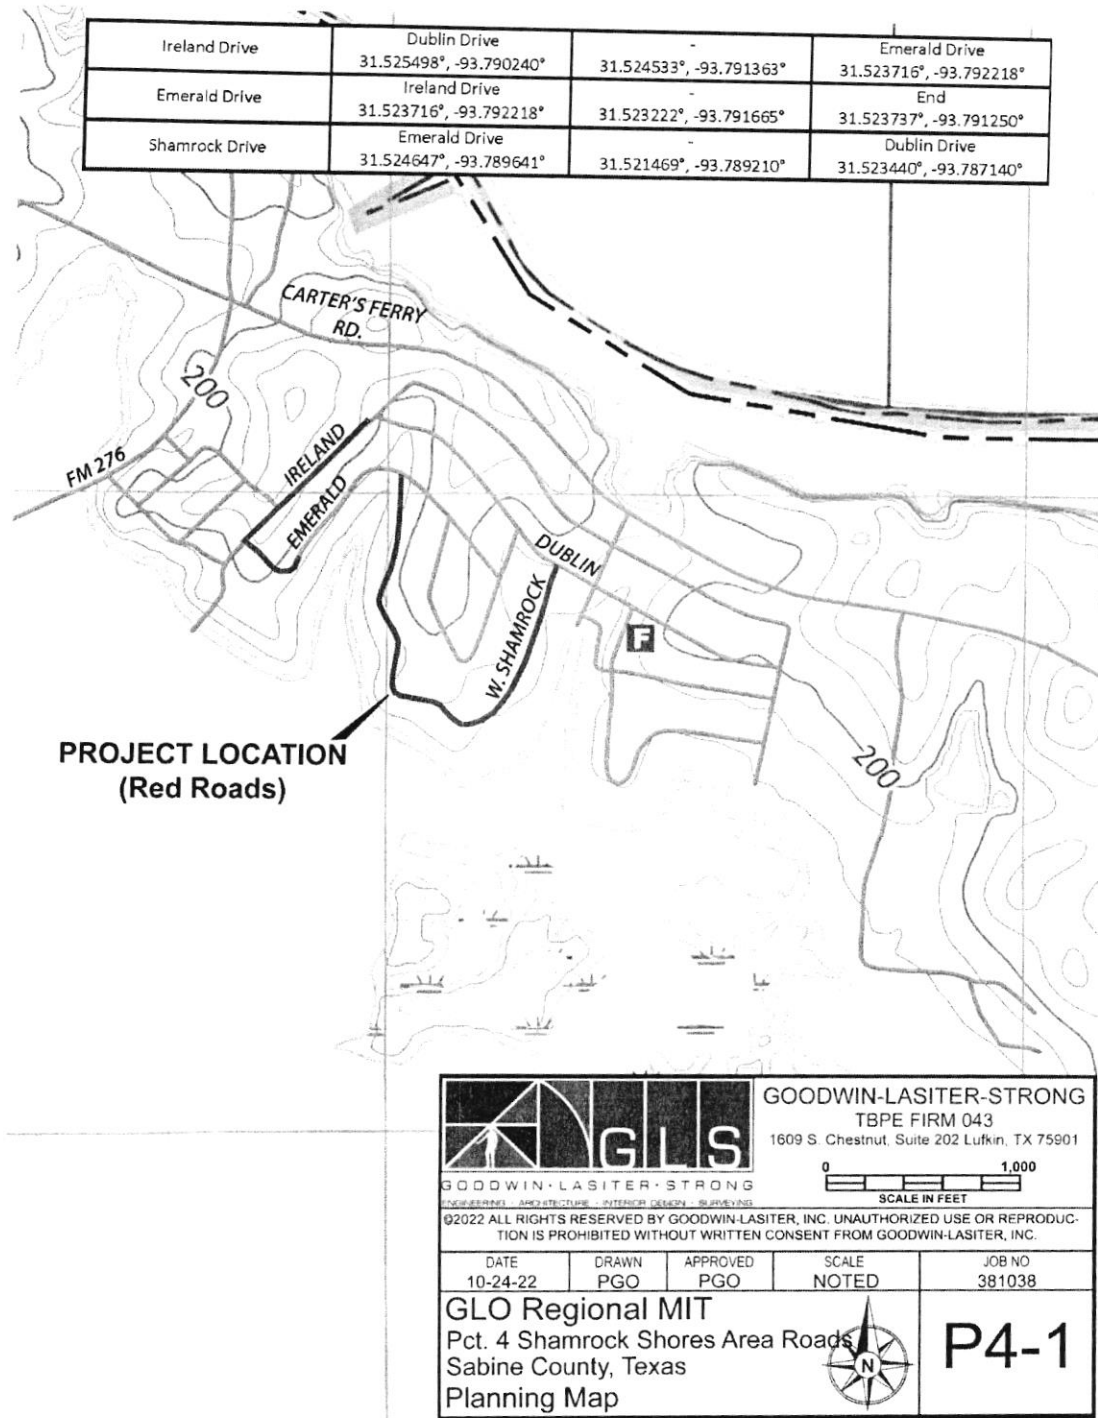 Ireland Drive
Dublin Drive
31.525498°, -93.790240°
-
31.524533°, -93.791363°
Emerald Drive
31.523716°, -93.792218°
Emerald Drive
Ireland Drive
31.523716°, -93.792218°
-
31.523222°, -93.791665°
End
31.523737°, -93.791250°
Shamrock Drive
Emerald Drive
31.524647°, -93.789641°
-
31.521469°, -93.789210°
Dublin Drive
31.523440°, -93.787140°
CARTER'S FERRY
RD.
200
FM 276
IRELAND
EMERALD
DUBLIN
W. SHAMROCK
F
PROJECT LOCATION
(Red Roads)
200
GLS
GOODWIN·LASITER·STRONG
ENGINEERING · ARCHITECTURE · INTERIOR DESIGN · SURVEYING
GOODWIN-LASITER-STRONG
TBPE FIRM 043
1609 S. Chestnut, Suite 202 Lufkin, TX 75901
0 1,000
SCALE IN FEET
©2022 ALL RIGHTS RESERVED BY GOODWIN-LASITER, INC. UNAUTHORIZED USE OR REPRODUC-
TION IS PROHIBITED WITHOUT WRITTEN CONSENT FROM GOODWIN-LASITER, INC.
DATE
10-24-22
DRAWN
PGO
APPROVED
PGO
SCALE
NOTED
JOB NO
381038
GLO Regional MIT
Pct. 4 Shamrock Shores Area Roads
Sabine County, Texas
Planning Map
N
P4-1